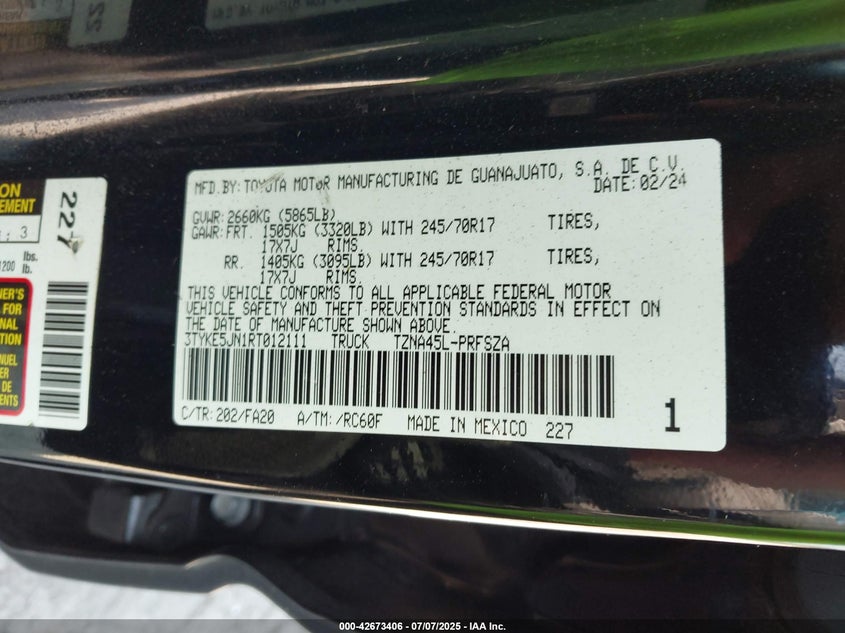 MFD.BY:TOYOTA MOTOR MANUFACTURING DE GUANAJUATO, S.A. DE C.V.
DATE:02/24
GVWR:2660KG (5865LB)
GAWR:FRT. 1505KG (3320LB) WITH 245/70R17 TIRES,
17X7J RIMS.
RR. 1405KG (3095LB) WITH 245/70R17 TIRES,
17X7J RIMS.
THIS VEHICLE CONFORMS TO ALL APPLICABLE FEDERAL MOTOR
VEHICLE SAFETY AND THEFT PREVENTION STANDARDS IN EFFECT ON
THE DATE OF MANUFACTURE SHOWN ABOVE.
3TYKE5JN1RT012111 TRUCK TZNA45L-PRFSZA
C/TR:202/FA20 A/TM:/RC60F MADE IN MEXICO 227
1
227
: 3
lbs.
lb.
FOR
000-42673406 - 07/07/2025 - IAA Inc.